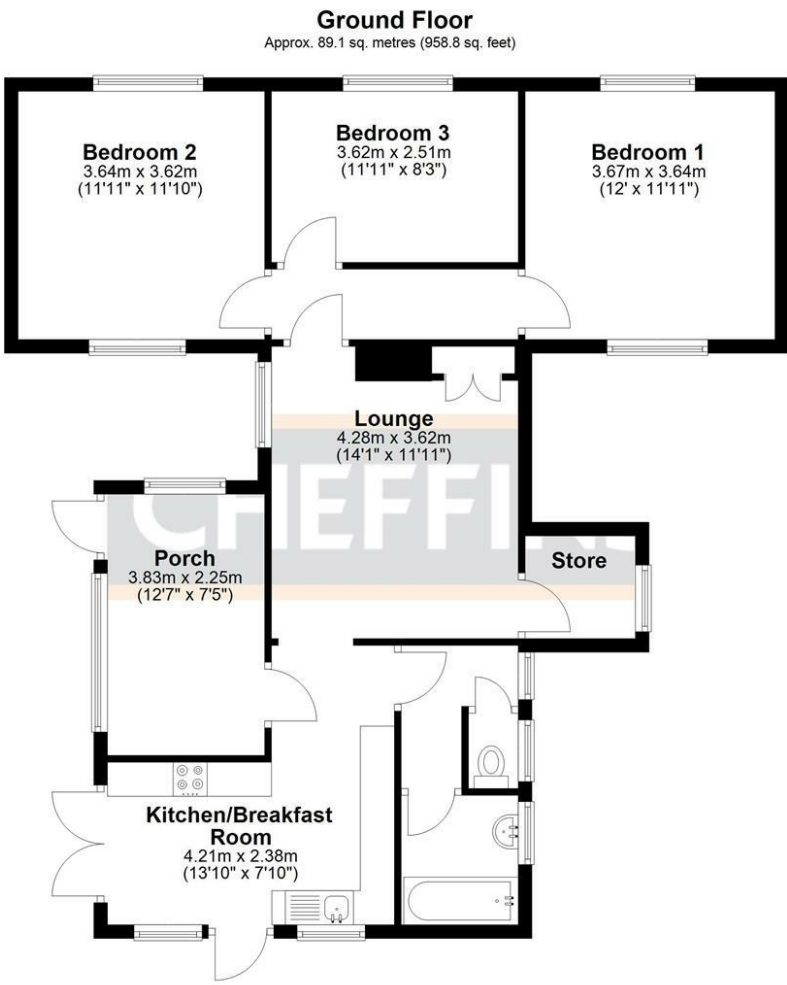 Ground Floor
Approx. 89.1 sq. metres (958.8 sq. feet)
Bedroom 2
3.64m x 3.62m
(11'11" x 11'10")
Bedroom 3
3.62m x 2.51m
(11'11" x 8'3")
Bedroom 1
3.67m x 3.64m
(12' x 11'11")
Lounge
4.28m x 3.62m
(14'1" x 11'11")
Porch
3.83m x 2.25m
(12'7" x 7'5")
Store
Kitchen/Breakfast
Room
4.21m x 2.38m
(13'10" x 7'10")